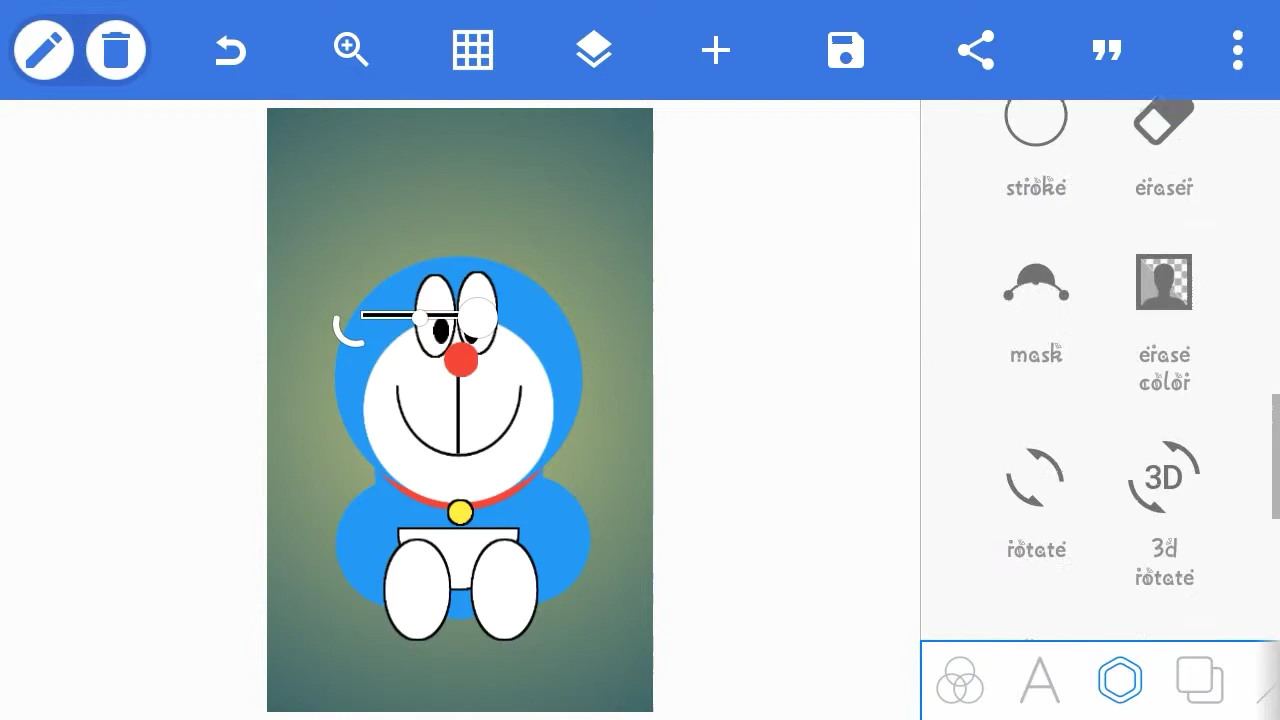 stroke
eraser
mask
erase
color
rotate
3D
3d
rotate
A